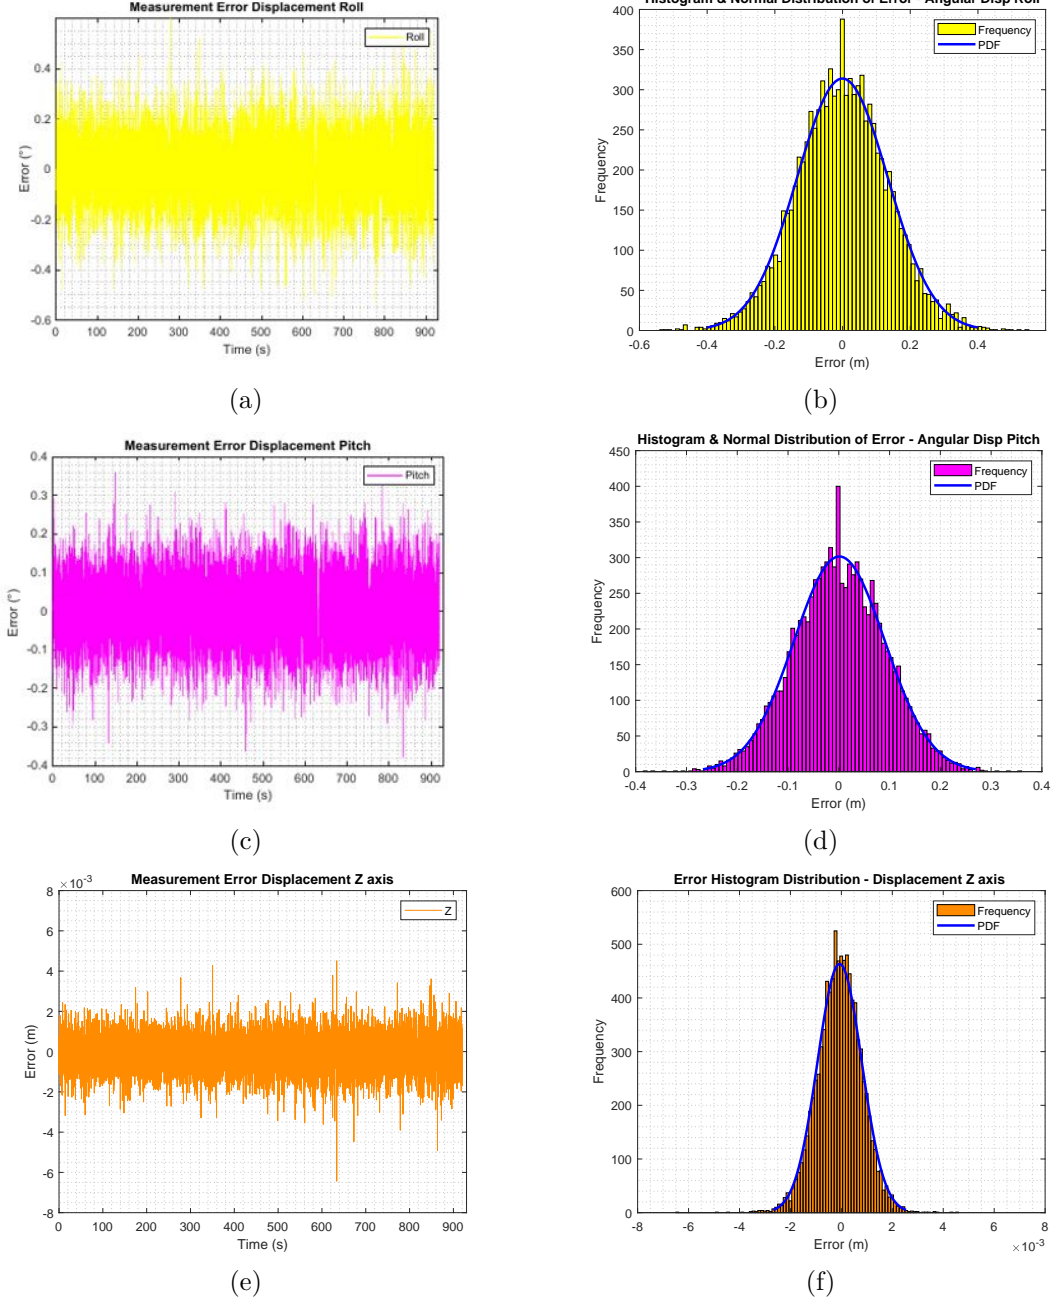 Measurement Error Displacement Roll
Roll
Error (°)
0.4
0.2
0
-0.2
-0.4
-0.6
0 100 200 300 400 500 600 700 800 900
Time (s)
(a)
Histogram & Normal Distribution of Error - Angular Disp Roll
Frequency
PDF
Frequency
400
350
300
250
200
150
100
50
0
-0.6 -0.4 -0.2 0 0.2 0.4
Error (m)
(b)
Measurement Error Displacement Pitch
Pitch
Error (°)
0.4
0.3
0.2
0.1
0
-0.1
-0.2
-0.3
-0.4
0 100 200 300 400 500 600 700 800 900
Time (s)
(c)
Histogram & Normal Distribution of Error - Angular Disp Pitch
Frequency
PDF
Frequency
450
400
350
300
250
200
150
100
50
0
-0.4 -0.3 -0.2 -0.1 0 0.1 0.2 0.3 0.4
Error (m)
(d)
×10⁻³
Measurement Error Displacement Z axis
Z
Error (m)
8
6
4
2
0
-2
-4
-6
-8
0 100 200 300 400 500 600 700 800 900
Time (s)
(e)
Error Histogram Distribution - Displacement Z axis
Frequency
PDF
Frequency
600
500
400
300
200
100
0
-8 -6 -4 -2 0 2 4 6 8
Error (m)
×10⁻³
(f)